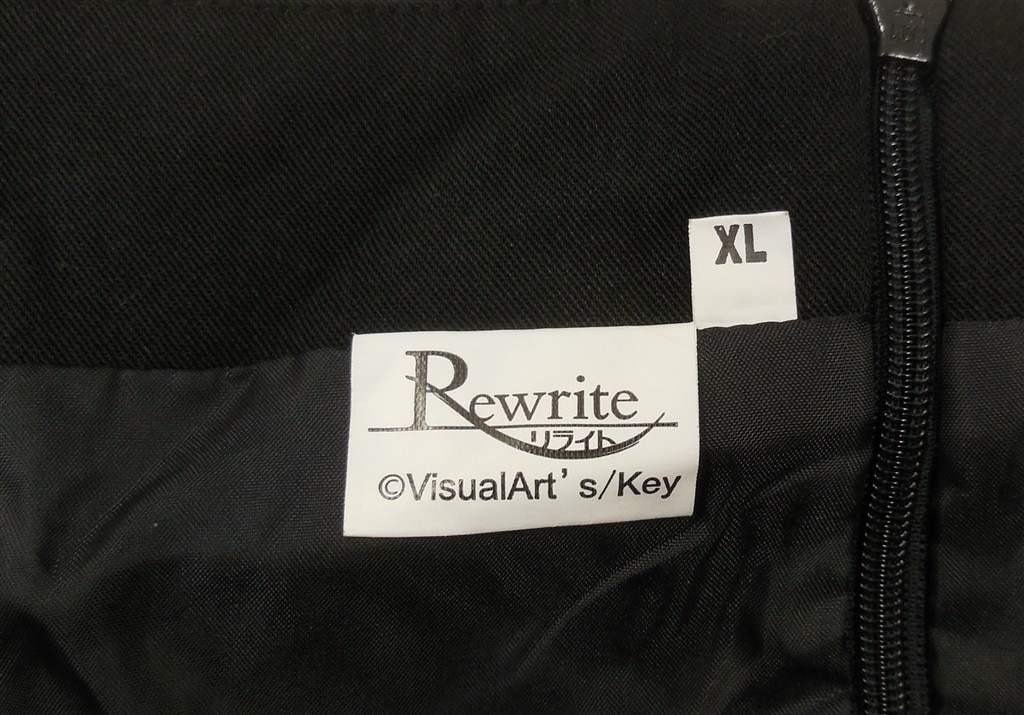 XL
Rewrite
リライト
©VisualArt's/Key